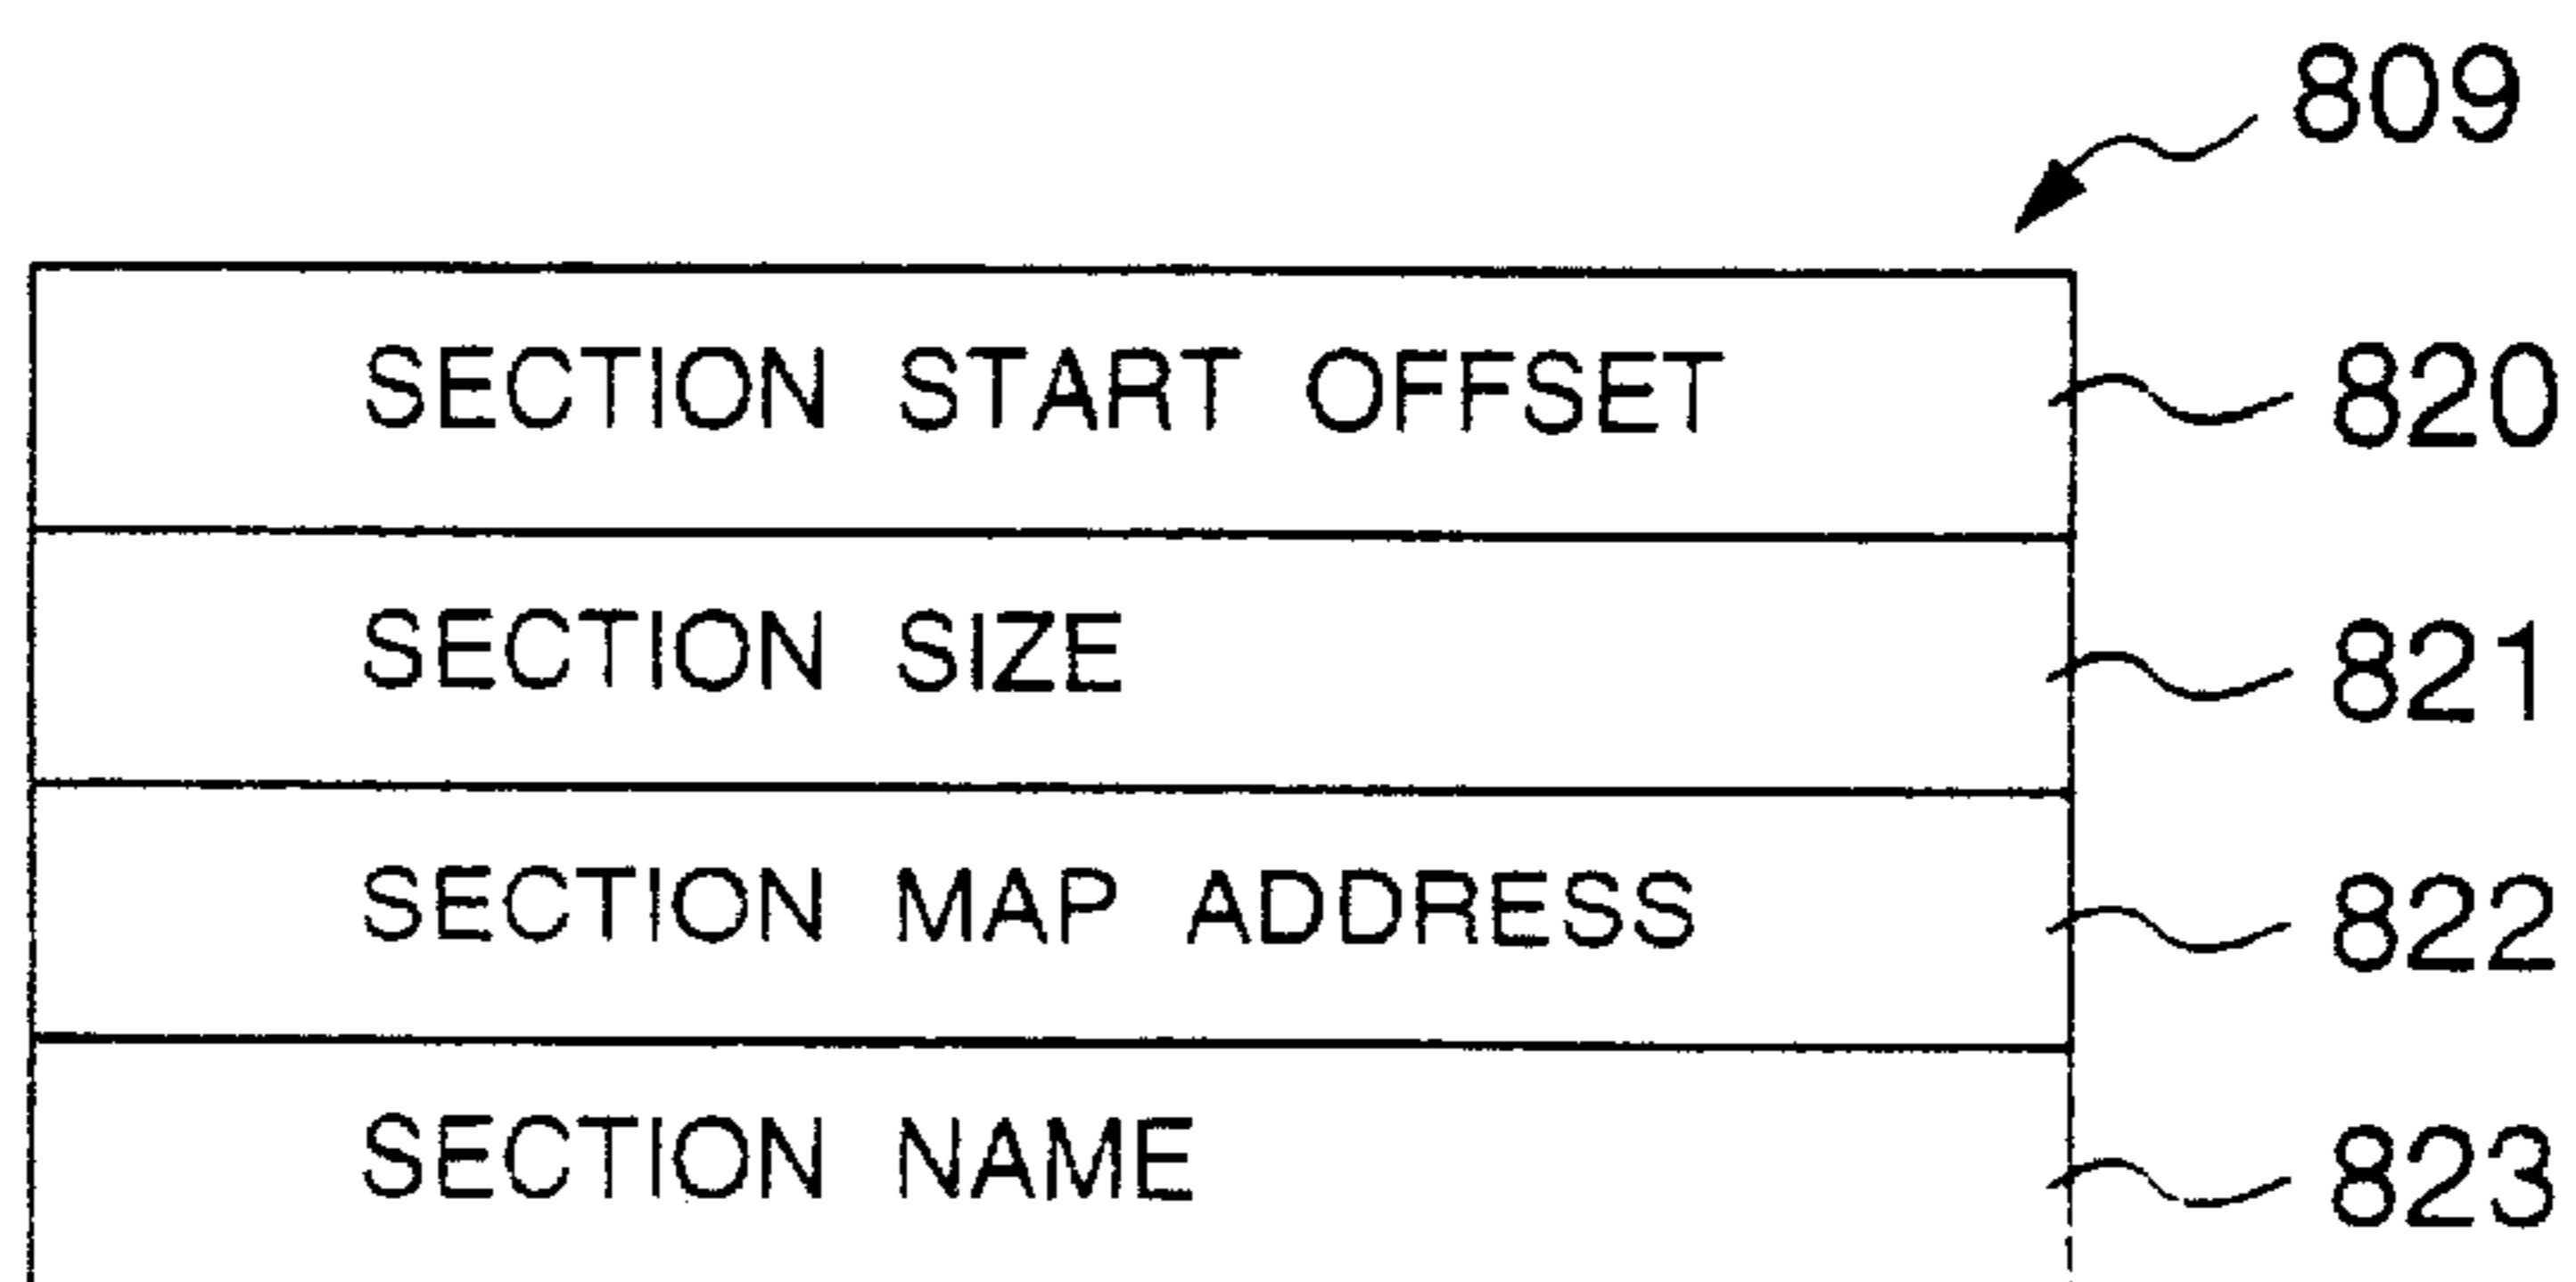 809
SECTION START OFFSET 820
SECTION SIZE 821
SECTION MAP ADDRESS 822
SECTION NAME 823